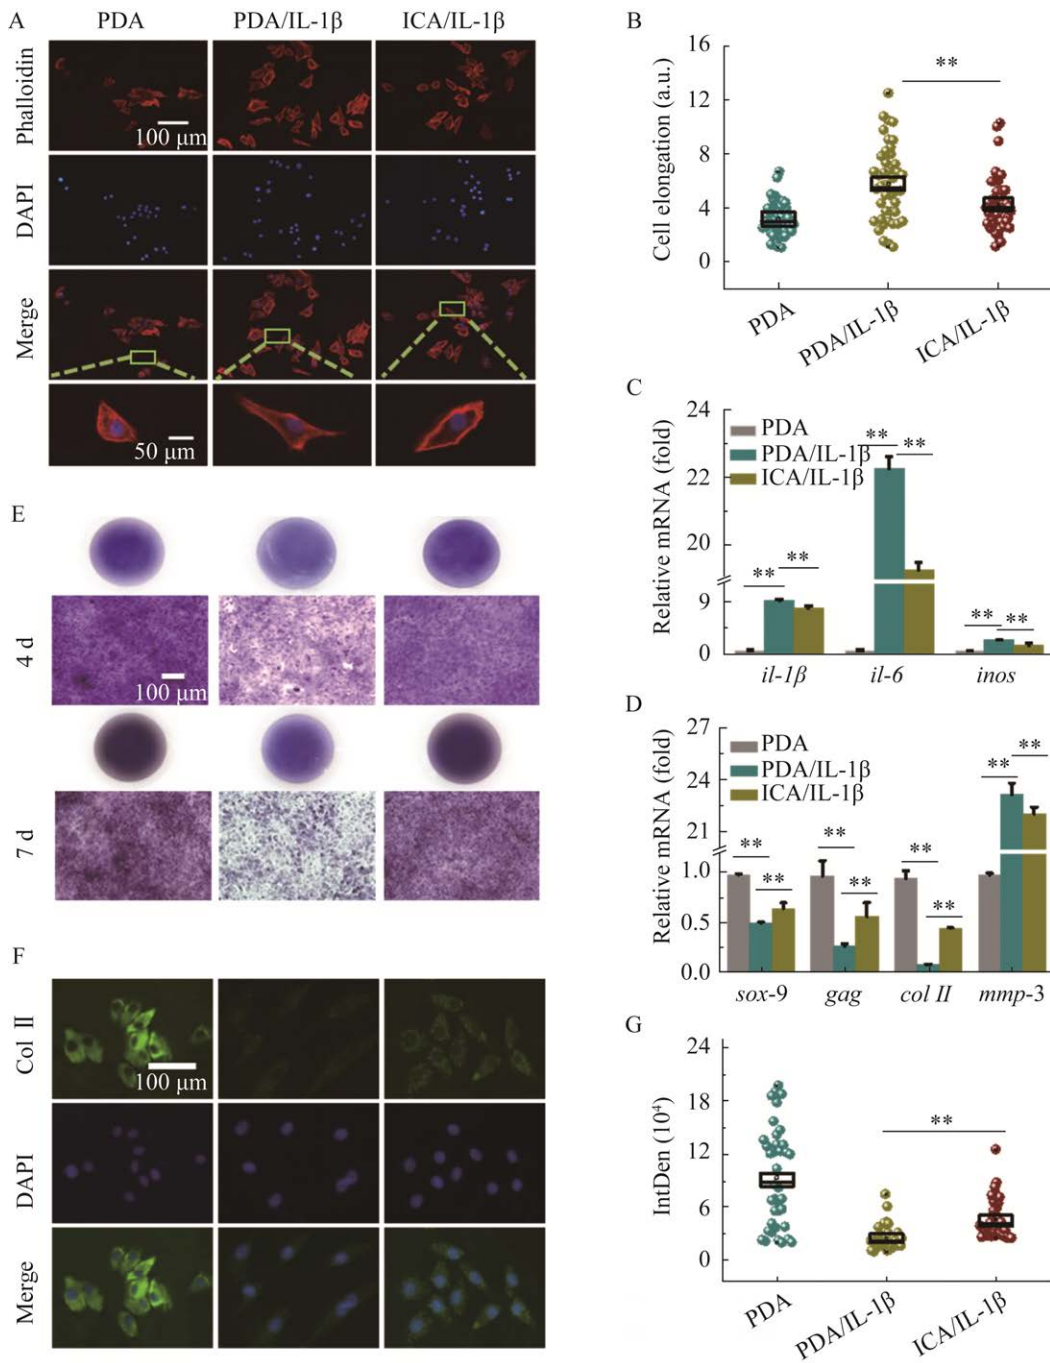 A
PDA
PDA/IL-1β
ICA/IL-1β
Phalloidin
100 μm
DAPI
Merge
50 μm
B
Cell elongation (a.u.)
16
12
8
4
0
**
PDA
PDA/IL-1β
ICA/IL-1β
C
Relative mRNA (fold)
24
22
20
9
0
PDA
PDA/IL-1β
ICA/IL-1β
** **
** **
** **
il-1β il-6 inos
D
Relative mRNA (fold)
27
24
21
1.0
0.5
0.0
PDA
PDA/IL-1β
ICA/IL-1β
** **
** **
** **
** **
sox-9 gag col II mmp-3
E
4 d
100 μm
7 d
F
Col II
100 μm
DAPI
Merge
G
IntDen (10⁴)
24
18
12
6
0
**
PDA
PDA/IL-1β
ICA/IL-1β